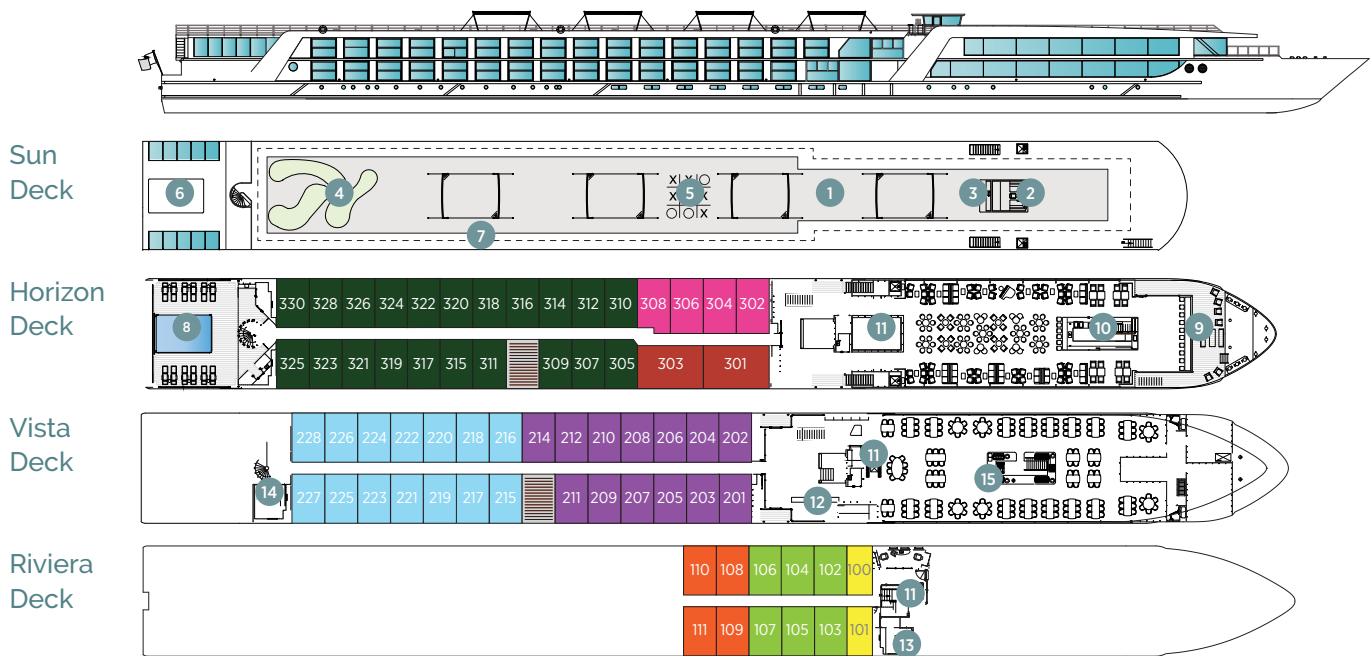 Sun
Deck
6
4
7
X X O
5
X
O O X
1
3
2
Horizon
Deck
330 328 326 324 322 320 318 316 314 312 310 308 306 304 302
8
11
10
9
325 323 321 319 317 315 311 309 307 305 303 301
Vista
Deck
228 226 224 222 220 218 216 214 212 210 208 206 204 202
11
14
15
12
227 225 223 221 219 217 215 211 209 207 205 203 201
Riviera
Deck
110 108 106 104 102 100
11
111 109 107 105 103 101
13